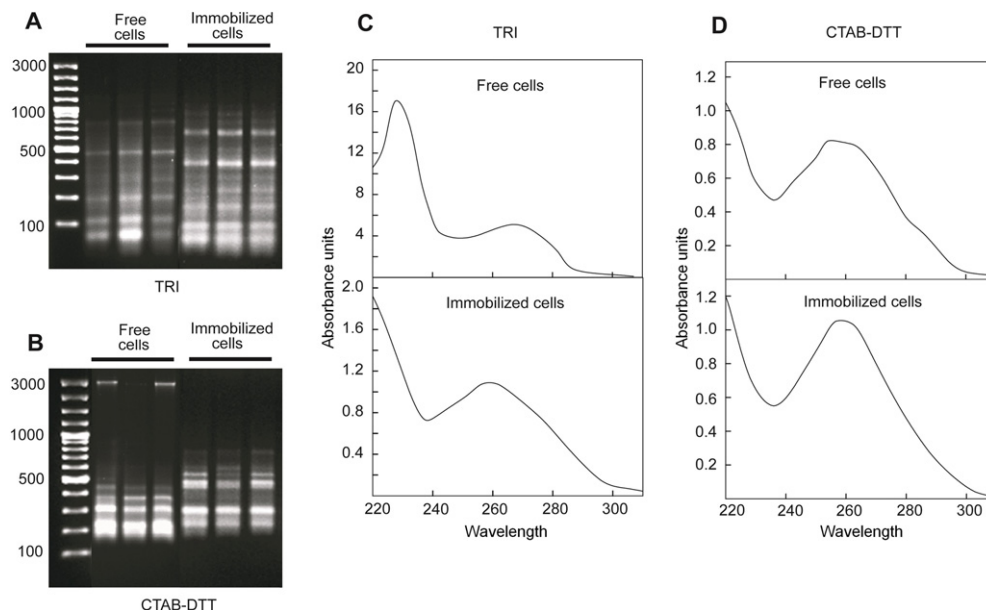 A
Free
cells
Immobilized
cells
3000
1000
500
100
TRI
B
Free
cells
Immobilized
cells
3000
1000
500
100
CTAB-DTT
C
TRI
Free cells
20
16
12
8
4
Immobilized cells
2.0
1.6
1.2
0.8
0.4
Absorbance units
220 240 260 280 300
Wavelength
D
CTAB-DTT
Free cells
1.2
1.0
0.8
0.6
0.4
0.2
Immobilized cells
1.2
1.0
0.8
0.6
0.4
0.2
Absorbance units
220 240 260 280 300
Wavelength